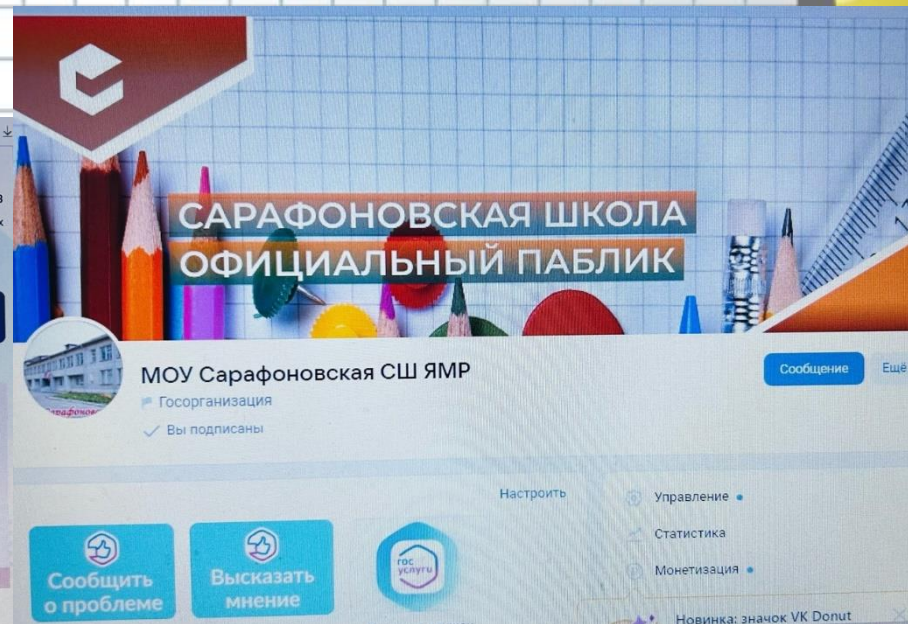 САРАФОНОВСКАЯ ШКОЛА
ОФИЦИАЛЬНЫЙ ПАБЛИК
МОУ Сарафоновская СШ ЯМР
Госорганизация
Вы подписаны
Сообщение
Ещё
Настроить
Управление
Статистика
Монетизация
Сообщить
о проблеме
Высказать
мнение
гос
услуги
Новинка: значок VK Donut